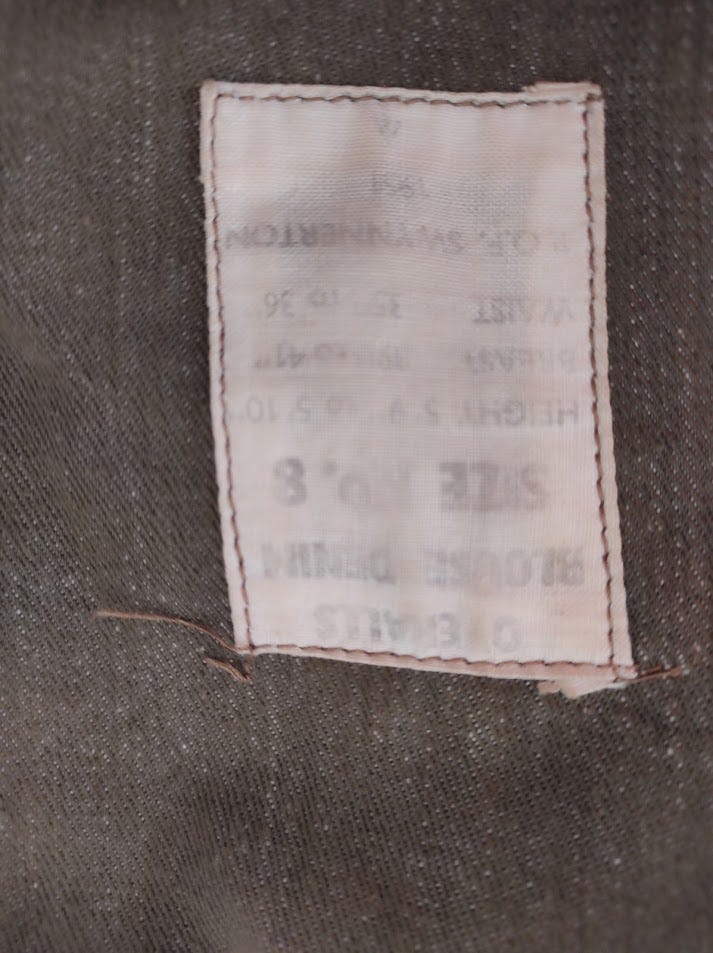 OVERALLS
BLOUSE DENIM
SIZE NO. 8
HEIGHT 5.9 TO 5.10"
BREAST 39 TO 41"
WAIST 35 TO 36"
R.O.F. SWYNNERTON